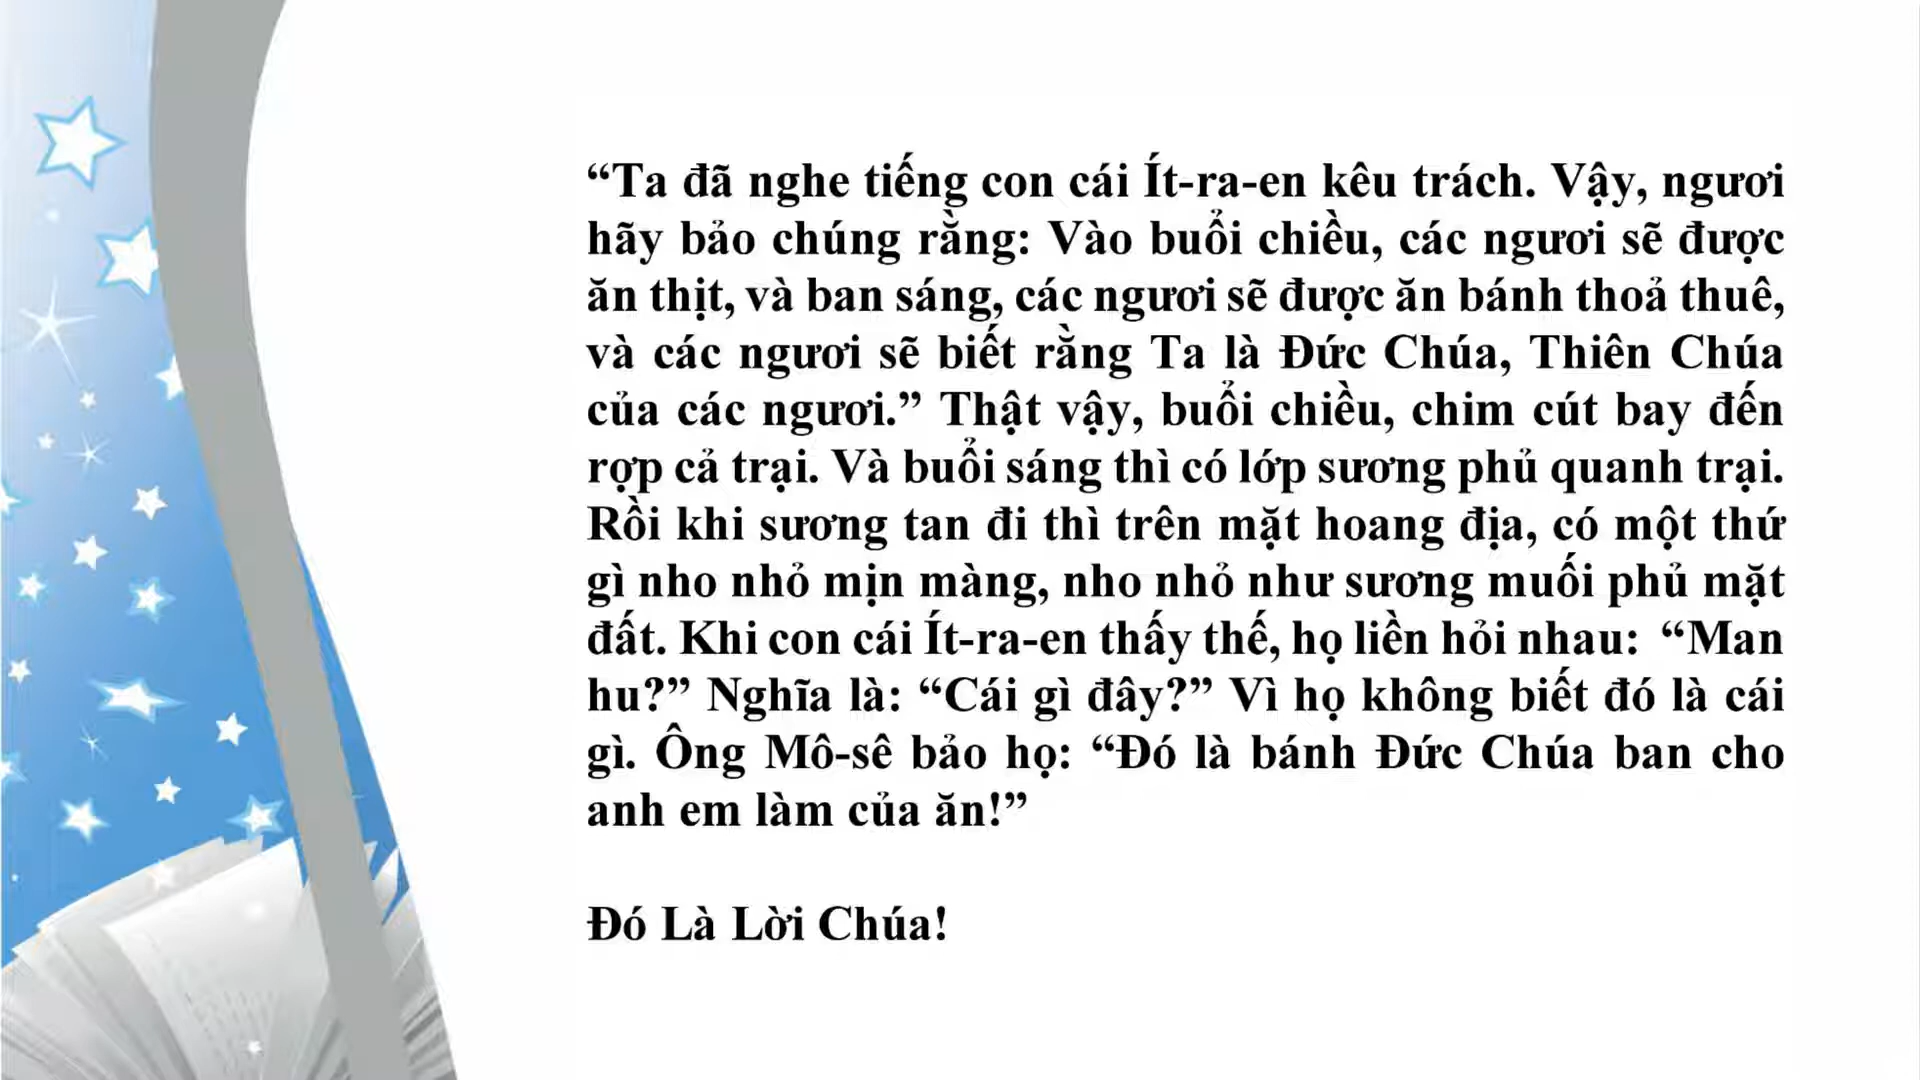 “Ta đã nghe tiếng con cái Ít-ra-en kêu trách. Vậy, ngươi
hãy bảo chúng rằng: Vào buổi chiều, các ngươi sẽ được
ăn thịt, và ban sáng, các ngươi sẽ được ăn bánh thoả thuê,
và các ngươi sẽ biết rằng Ta là Đức Chúa, Thiên Chúa
của các ngươi.” Thật vậy, buổi chiều, chim cút bay đến
rợp cả trại. Và buổi sáng thì có lớp sương phủ quanh trại.
Rồi khi sương tan đi thì trên mặt hoang địa, có một thứ
gì nho nhỏ mịn màng, nho nhỏ như sương muối phủ mặt
đất. Khi con cái Ít-ra-en thấy thế, họ liền hỏi nhau: “Man
hu?” Nghĩa là: “Cái gì đây?” Vì họ không biết đó là cái
gì. Ông Mô-sê bảo họ: “Đó là bánh Đức Chúa ban cho
anh em làm của ăn!”
Đó Là Lời Chúa!